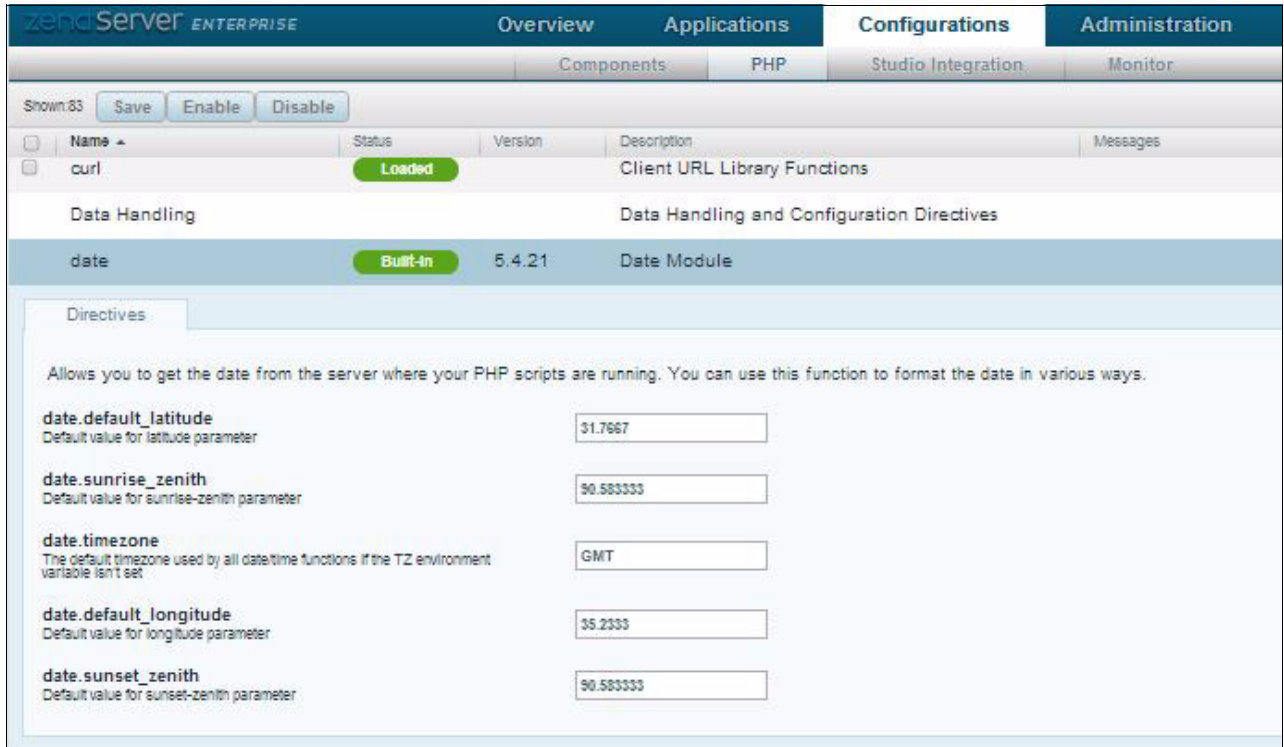 zend Server ENTERPRISE
Overview Applications Configurations Administration
Components PHP Studio Integration Monitor
Shown:83 Save Enable Disable
Name Status Version Description Messages
curl Loaded Client URL Library Functions
Data Handling Data Handling and Configuration Directives
date Built-in 5.4.21 Date Module
Directives
Allows you to get the date from the server where your PHP scripts are running. You can use this function to format the date in various ways.
date.default_latitude
Default value for latitude parameter
31.7667
date.sunrise_zenith
Default value for sunrise-zenith parameter
90.583333
date.timezone
The default timezone used by all date/time functions if the TZ environment
variable isn't set
GMT
date.default_longitude
Default value for longitude parameter
35.2333
date.sunset_zenith
Default value for sunset-zenith parameter
90.583333